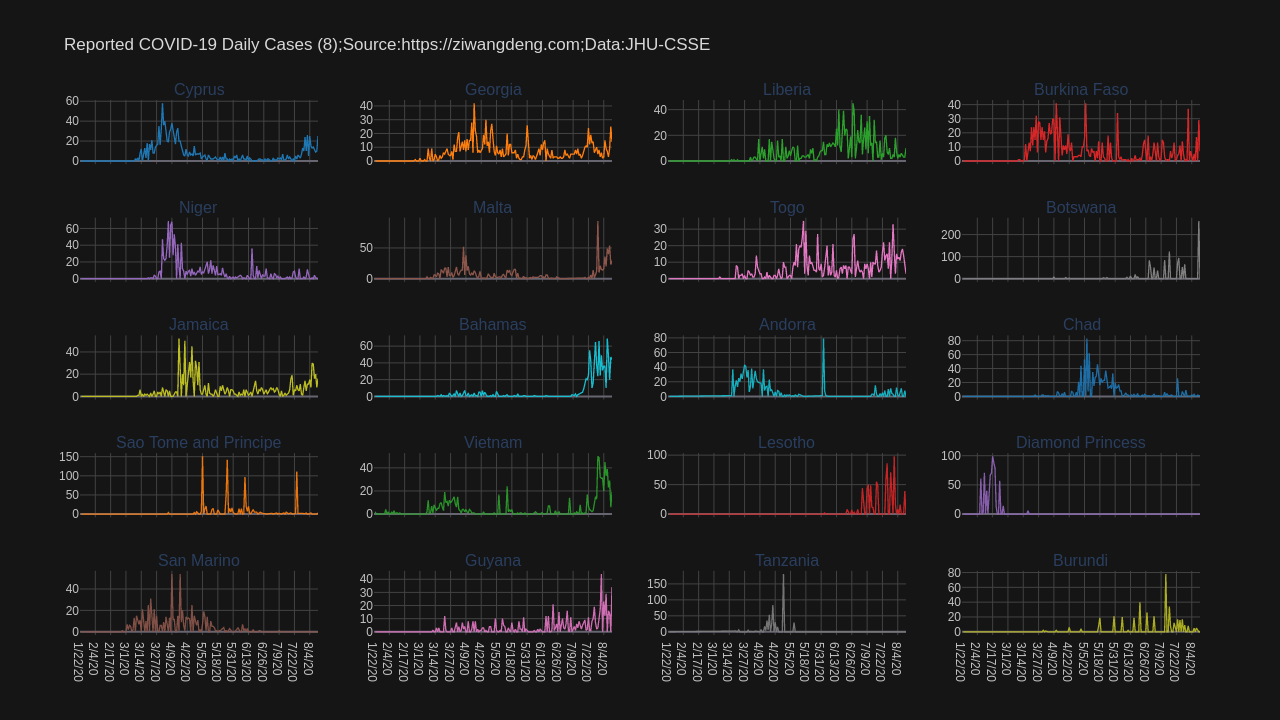 Reported COVID-19 Daily Cases (8);Source:https://ziwangdeng.com;Data:JHU-CSSE
Cyprus Georgia Liberia Burkina Faso
60 40 20 0
40 30 20 10 0
40 20 0
40 30 20 10 0
Niger Malta Togo Botswana
60 40 20 0
50 0
30 20 10 0
200 100 0
Jamaica Bahamas Andorra Chad
40 20 0
60 40 20 0
80 60 40 20 0
80 60 40 20 0
Sao Tome and Principe Vietnam Lesotho Diamond Princess
150 100 50 0
40 20 0
100 50 0
100 50 0
San Marino Guyana Tanzania Burundi
40 20 0
40 30 20 10 0
150 100 50 0
80 60 40 20 0
1/22/20 2/4/20 2/17/20 3/1/20 3/14/20 3/27/20 4/9/20 4/22/20 5/5/20 5/18/20 5/31/20 6/13/20 6/26/20 7/9/20 7/22/20 8/4/20
1/22/20 2/4/20 2/17/20 3/1/20 3/14/20 3/27/20 4/9/20 4/22/20 5/5/20 5/18/20 5/31/20 6/13/20 6/26/20 7/9/20 7/22/20 8/4/20
1/22/20 2/4/20 2/17/20 3/1/20 3/14/20 3/27/20 4/9/20 4/22/20 5/5/20 5/18/20 5/31/20 6/13/20 6/26/20 7/9/20 7/22/20 8/4/20
1/22/20 2/4/20 2/17/20 3/1/20 3/14/20 3/27/20 4/9/20 4/22/20 5/5/20 5/18/20 5/31/20 6/13/20 6/26/20 7/9/20 7/22/20 8/4/20